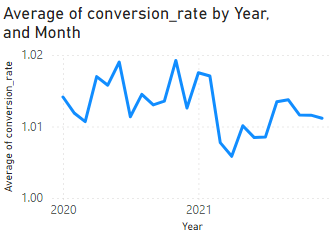 Average of conversion_rate by Year,
and Month
1.02
1.01
1.00
Average of conversion_rate
2020 2021
Year